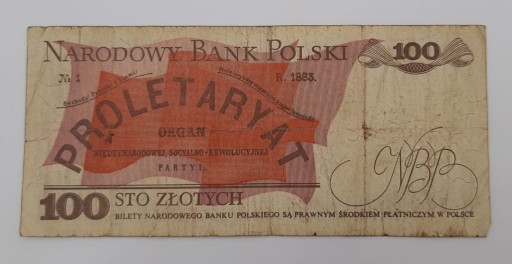 NARODOWY BANK POLSKI
100
№ 1
R. 1883.
PROLETARYAT
ORGAN
MIĘDZYNARODOWEJ, SOCYALNO-REWOLUCYJNEJ
PARTYI.
NBP
100 STO ZŁOTYCH
BILETY NARODOWEGO BANKU POLSKIEGO SĄ PRAWNYM ŚRODKIEM PŁATNICZYM W POLSCE